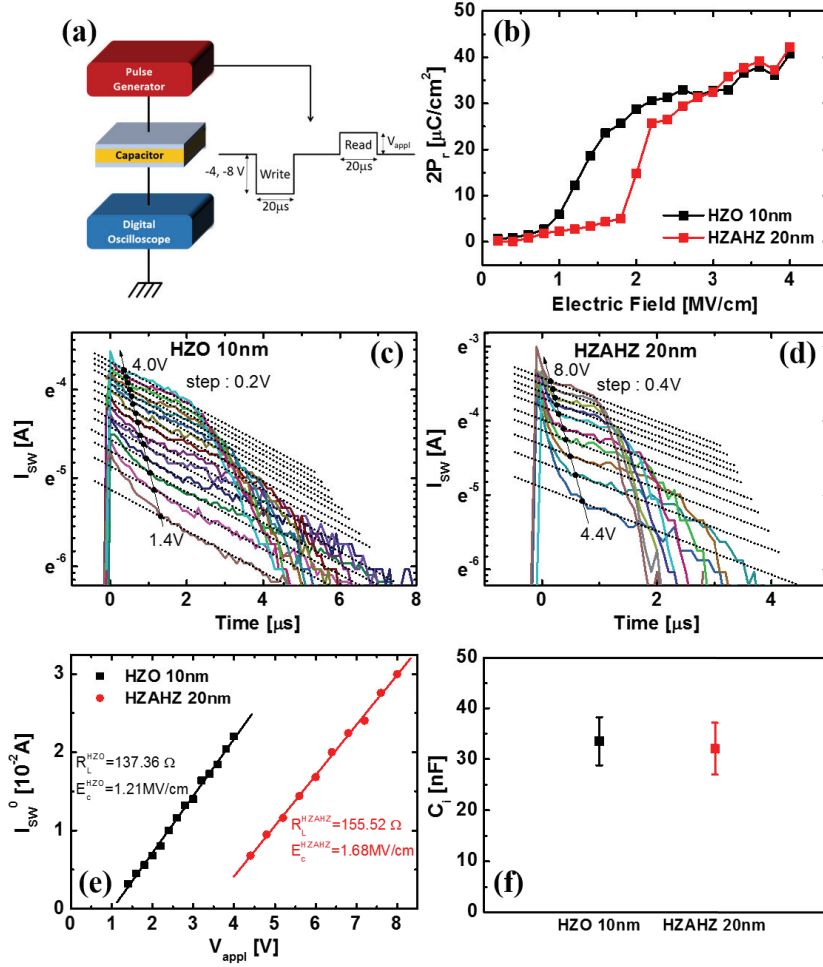 (a)
Pulse
Generator
Capacitor
Digital
Oscilloscope
-4, -8 V
Write
20μs
Read
20μs
V_appl
(b)
2P_r [μC/cm²]
50
40
30
20
10
0
HZO 10nm
HZAHZ 20nm
0 1 2 3 4
Electric Field [MV/cm]
(c)
HZO 10nm
4.0V
step : 0.2V
1.4V
I_SW [A]
e⁻⁴
e⁻⁵
e⁻⁶
0 2 4 6 8
Time [μs]
(d)
HZAHZ 20nm
8.0V
step : 0.4V
4.4V
I_SW [A]
e⁻³
e⁻⁴
e⁻⁵
e⁻⁶
0 2 4
Time [μs]
(e)
I_SW⁰ [10⁻²A]
3
2
1
0
HZO 10nm
HZAHZ 20nm
R_L^HZO=137.36 Ω
E_c^HZO=1.21MV/cm
R_L^HZAHZ=155.52 Ω
E_c^HZAHZ=1.68MV/cm
0 1 2 3 4 5 6 7 8
V_appl [V]
(f)
C_i [nF]
50
40
30
20
10
0
HZO 10nm HZAHZ 20nm